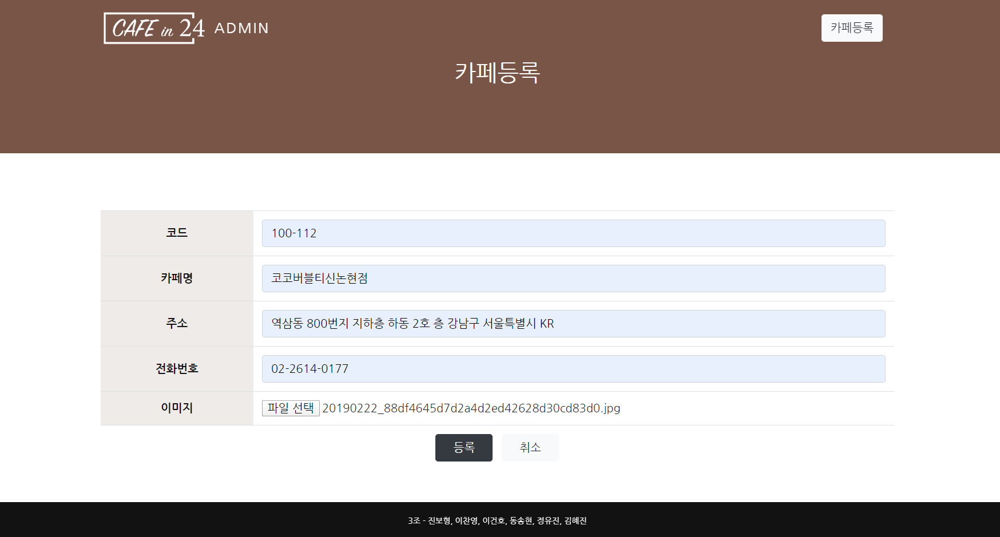 CAFE in 24 ADMIN
카페등록
카페등록
코드 100-112
카페명 코코버블티신논현점
주소 역삼동 800번지 지하층 하동 2호 층 강남구 서울특별시 KR
전화번호 02-2614-0177
이미지 파일 선택 20190222_88df4645d7d2a4d2ed42628d30cd83d0.jpg
등록 취소
3조 - 진보형, 이찬영, 이건호, 동송현, 정유진, 김혜진